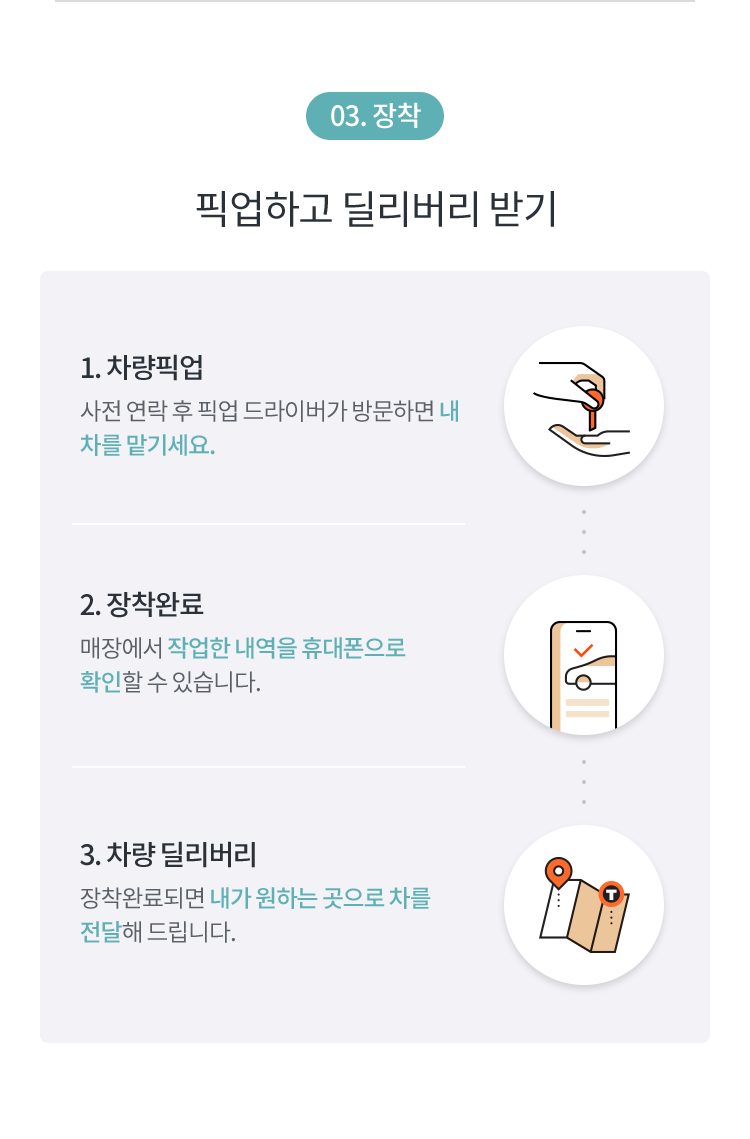 03. 장착
픽업하고 딜리버리 받기
1. 차량픽업
사전 연락 후 픽업 드라이버가 방문하면 내
차를 맡기세요.
2. 장착완료
매장에서 작업한 내역을 휴대폰으로
확인할 수 있습니다.
3. 차량 딜리버리
장착완료되면 내가 원하는 곳으로 차를
전달해 드립니다.
T